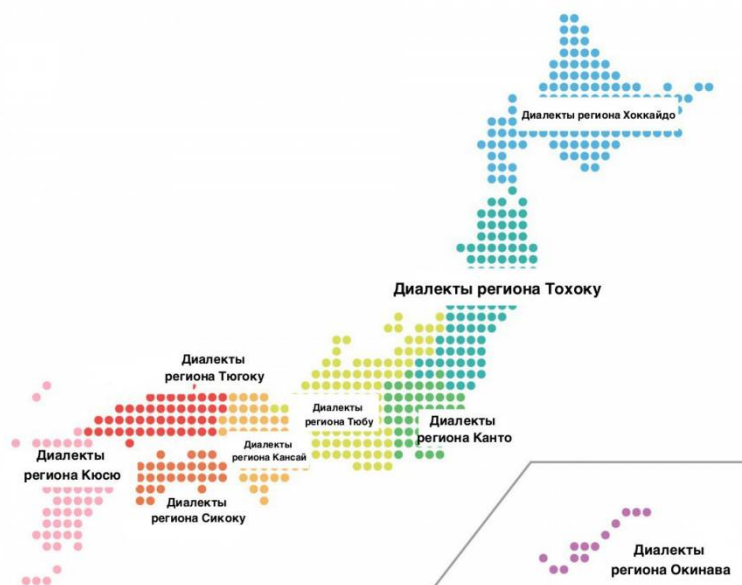 Диалекты региона Хоккайдо
Диалекты региона Тохоку
Диалекты
региона Тюгоку
Диалекты
региона Тюбу
Диалекты
региона Канто
Диалекты
региона Кансай
Диалекты
региона Кюсю
Диалекты
региона Сикоку
Диалекты
региона Окинава